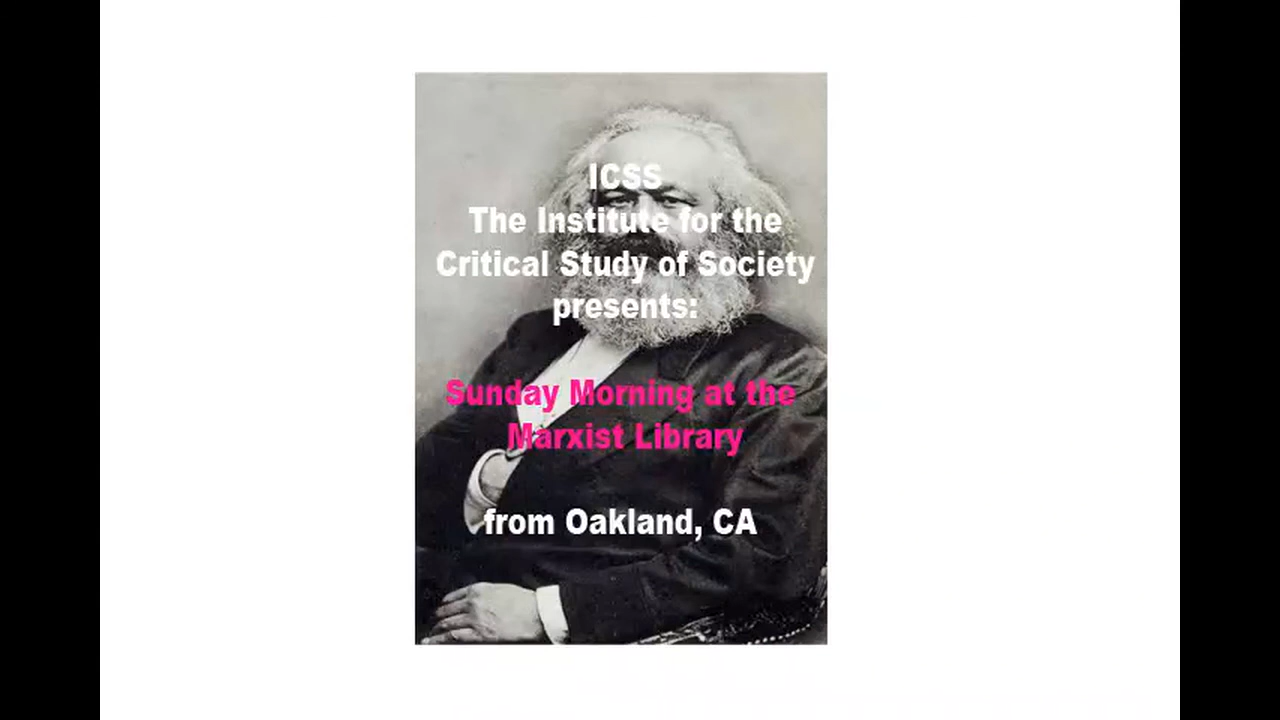 ICSS
The Institute for the
Critical Study of Society
presents:
Sunday Morning at the
Marxist Library
from Oakland, CA